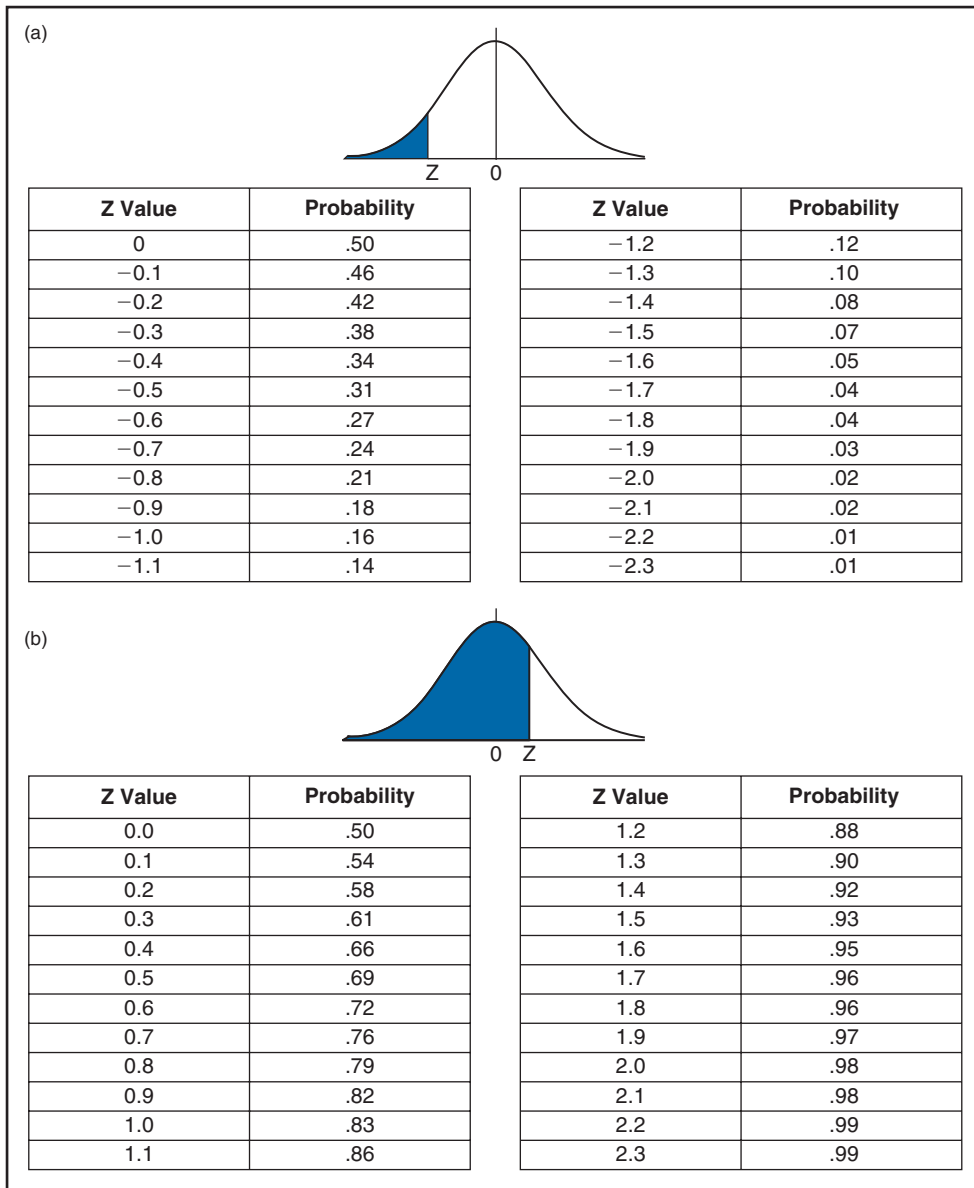 (a)
Z 0
Z Value Probability Z Value Probability
0 .50 −1.2 .12
−0.1 .46 −1.3 .10
−0.2 .42 −1.4 .08
−0.3 .38 −1.5 .07
−0.4 .34 −1.6 .05
−0.5 .31 −1.7 .04
−0.6 .27 −1.8 .04
−0.7 .24 −1.9 .03
−0.8 .21 −2.0 .02
−0.9 .18 −2.1 .02
−1.0 .16 −2.2 .01
−1.1 .14 −2.3 .01
(b)
0 Z
Z Value Probability Z Value Probability
0.0 .50 1.2 .88
0.1 .54 1.3 .90
0.2 .58 1.4 .92
0.3 .61 1.5 .93
0.4 .66 1.6 .95
0.5 .69 1.7 .96
0.6 .72 1.8 .96
0.7 .76 1.9 .97
0.8 .79 2.0 .98
0.9 .82 2.1 .98
1.0 .83 2.2 .99
1.1 .86 2.3 .99